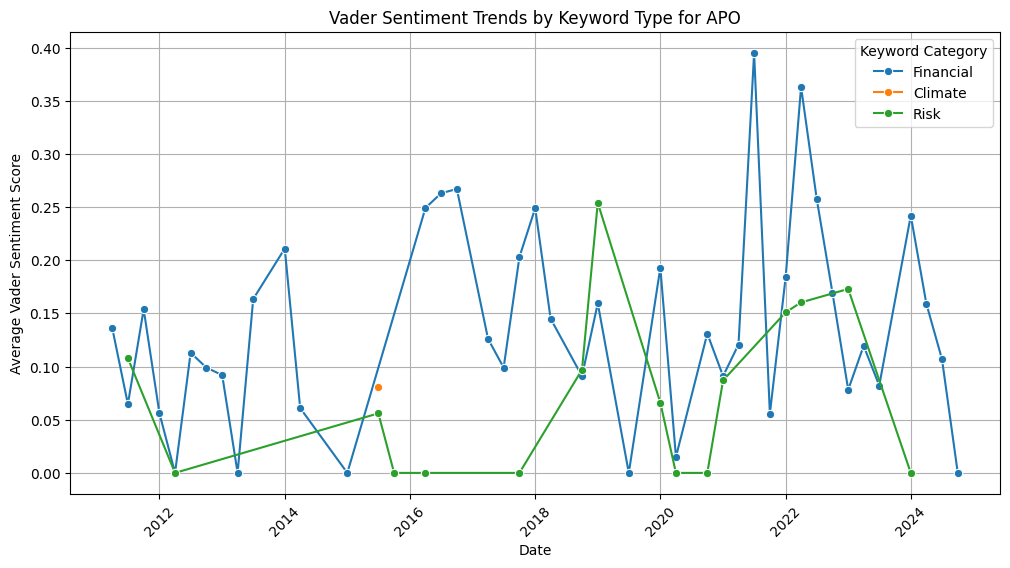 Vader Sentiment Trends by Keyword Type for APO
Average Vader Sentiment Score
0.40
0.35
0.30
0.25
0.20
0.15
0.10
0.05
0.00
Keyword Category
Financial
Climate
Risk
2012
2014
2016
2018
2020
2022
2024
Date